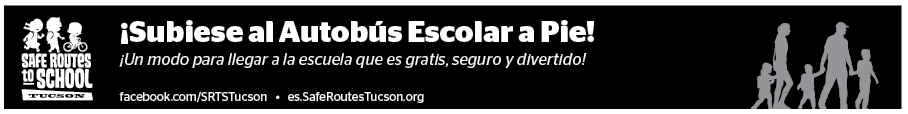 SAFE ROUTES
to SCHOOL
TUCSON
¡Subiese al Autobús Escolar a Pie!
¡Un modo para llegar a la escuela que es gratis, seguro y divertido!
facebook.com/SRTSTucson • es.SafeRoutesTucson.org